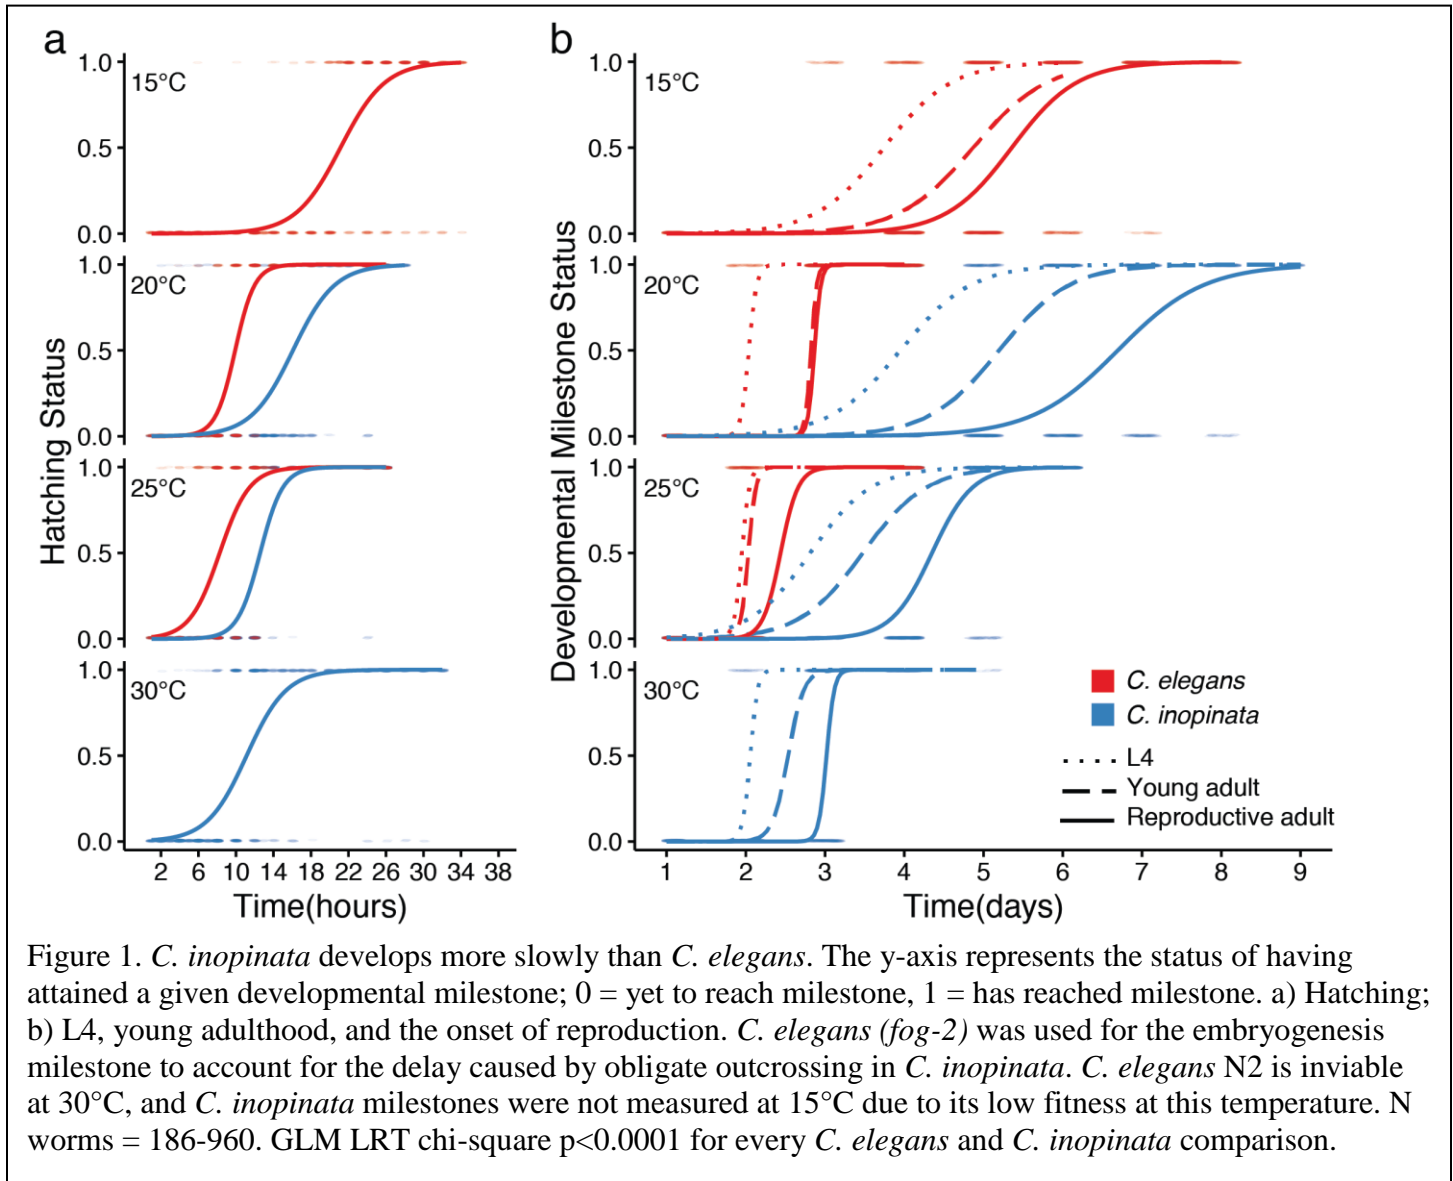 a
b
1.0
15°C
0.5
0.0
1.0
20°C
0.5
0.0
1.0
25°C
0.5
0.0
1.0
30°C
0.5
0.0
2 6 10 14 18 22 26 30 34 38
Time(hours)
Hatching Status
1.0
15°C
0.5
0.0
1.0
20°C
0.5
0.0
1.0
25°C
0.5
0.0
1.0
30°C
0.5
0.0
1 2 3 4 5 6 7 8 9
Time(days)
Developmental Milestone Status
C. elegans
C. inopinata
L4
Young adult
Reproductive adult
Figure 1. C. inopinata develops more slowly than C. elegans. The y-axis represents the status of having
attained a given developmental milestone; 0 = yet to reach milestone, 1 = has reached milestone. a) Hatching;
b) L4, young adulthood, and the onset of reproduction. C. elegans (fog-2) was used for the embryogenesis
milestone to account for the delay caused by obligate outcrossing in C. inopinata. C. elegans N2 is inviable
at 30°C, and C. inopinata milestones were not measured at 15°C due to its low fitness at this temperature. N
worms = 186-960. GLM LRT chi-square p<0.0001 for every C. elegans and C. inopinata comparison.